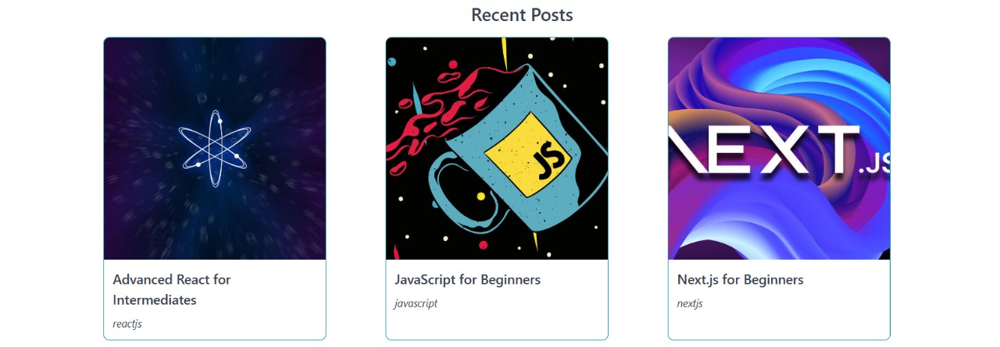 Recent Posts
JS
NEXT.JS
Advanced React for
Intermediates
reactjs
JavaScript for Beginners
javascript
Next.js for Beginners
nextjs